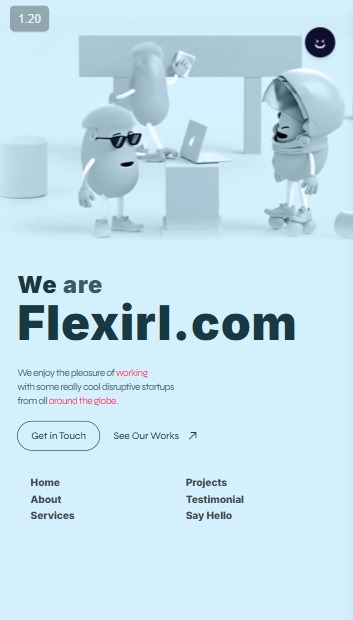 1.20
We are
Flexirl.com
We enjoy the pleasure of working
with some really cool disruptive startups
from all around the globe.
Get in Touch
See Our Works
Home
Projects
About
Testimonial
Services
Say Hello